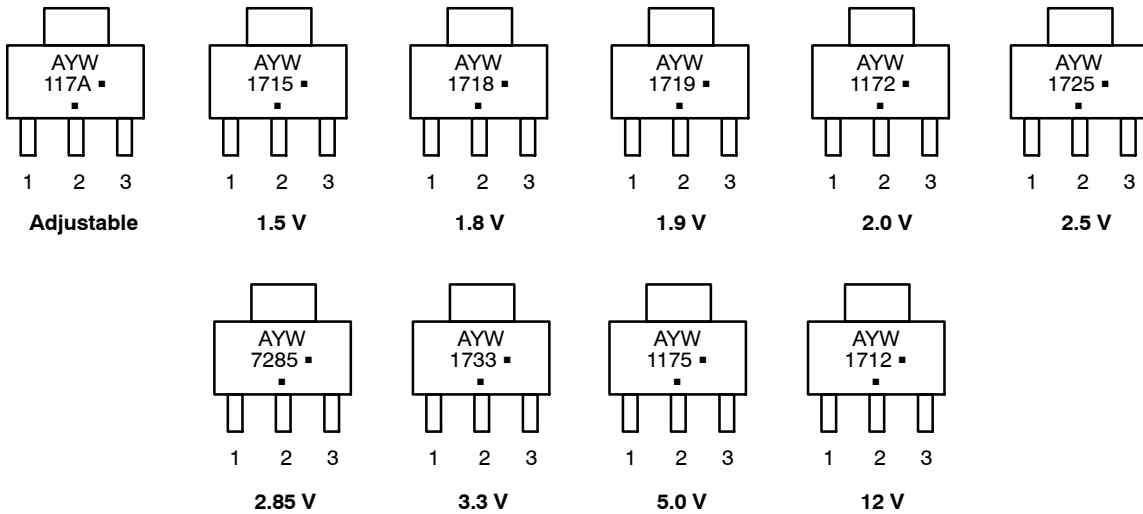 AYW
117A ▪
▪
1 2 3
Adjustable
AYW
1715 ▪
▪
1 2 3
1.5 V
AYW
1718 ▪
▪
1 2 3
1.8 V
AYW
1719 ▪
▪
1 2 3
1.9 V
AYW
1172 ▪
▪
1 2 3
2.0 V
AYW
1725 ▪
▪
1 2 3
2.5 V
AYW
7285 ▪
▪
1 2 3
2.85 V
AYW
1733 ▪
▪
1 2 3
3.3 V
AYW
1175 ▪
▪
1 2 3
5.0 V
AYW
1712 ▪
▪
1 2 3
12 V